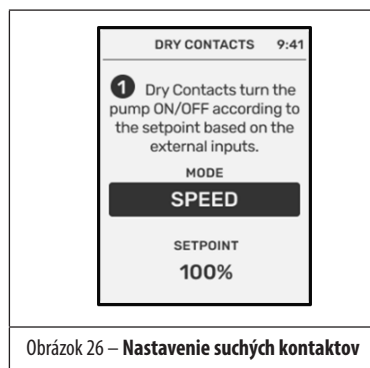 DRY CONTACTS 9:41
1 Dry Contacts turn the
pump ON/OFF according to
the setpoint based on the
external inputs.
MODE
SPEED
SETPOINT
100%
Obrázok 26 – Nastavenie suchých kontaktov